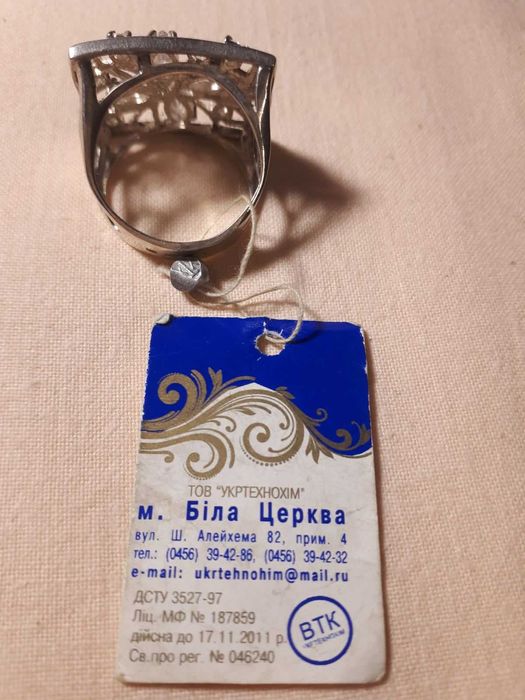 ТОВ "УКРТЕХНОХІМ"
м. Біла Церква
вул. Ш. Алейхема 82, прим. 4
тел.: (0456) 39-42-86, (0456) 39-42-32
e-mail: ukrtehnohim@mail.ru
ДСТУ 3527-97
Ліц. МФ № 187859
дійсна до 17.11.2011 р.
Св.про рег. № 046240
ВТК
УКРТЕХНОХІМ